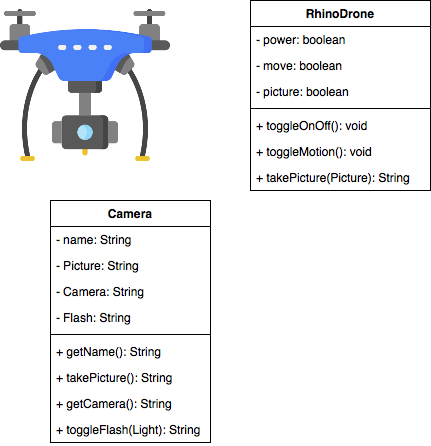 RhinoDrone
- power: boolean
- move: boolean
- picture: boolean
+ toggleOnOff(): void
+ toggleMotion(): void
+ takePicture(Picture): String
Camera
- name: String
- Picture: String
- Camera: String
- Flash: String
+ getName(): String
+ takePicture(): String
+ getCamera(): String
+ toggleFlash(Light): String